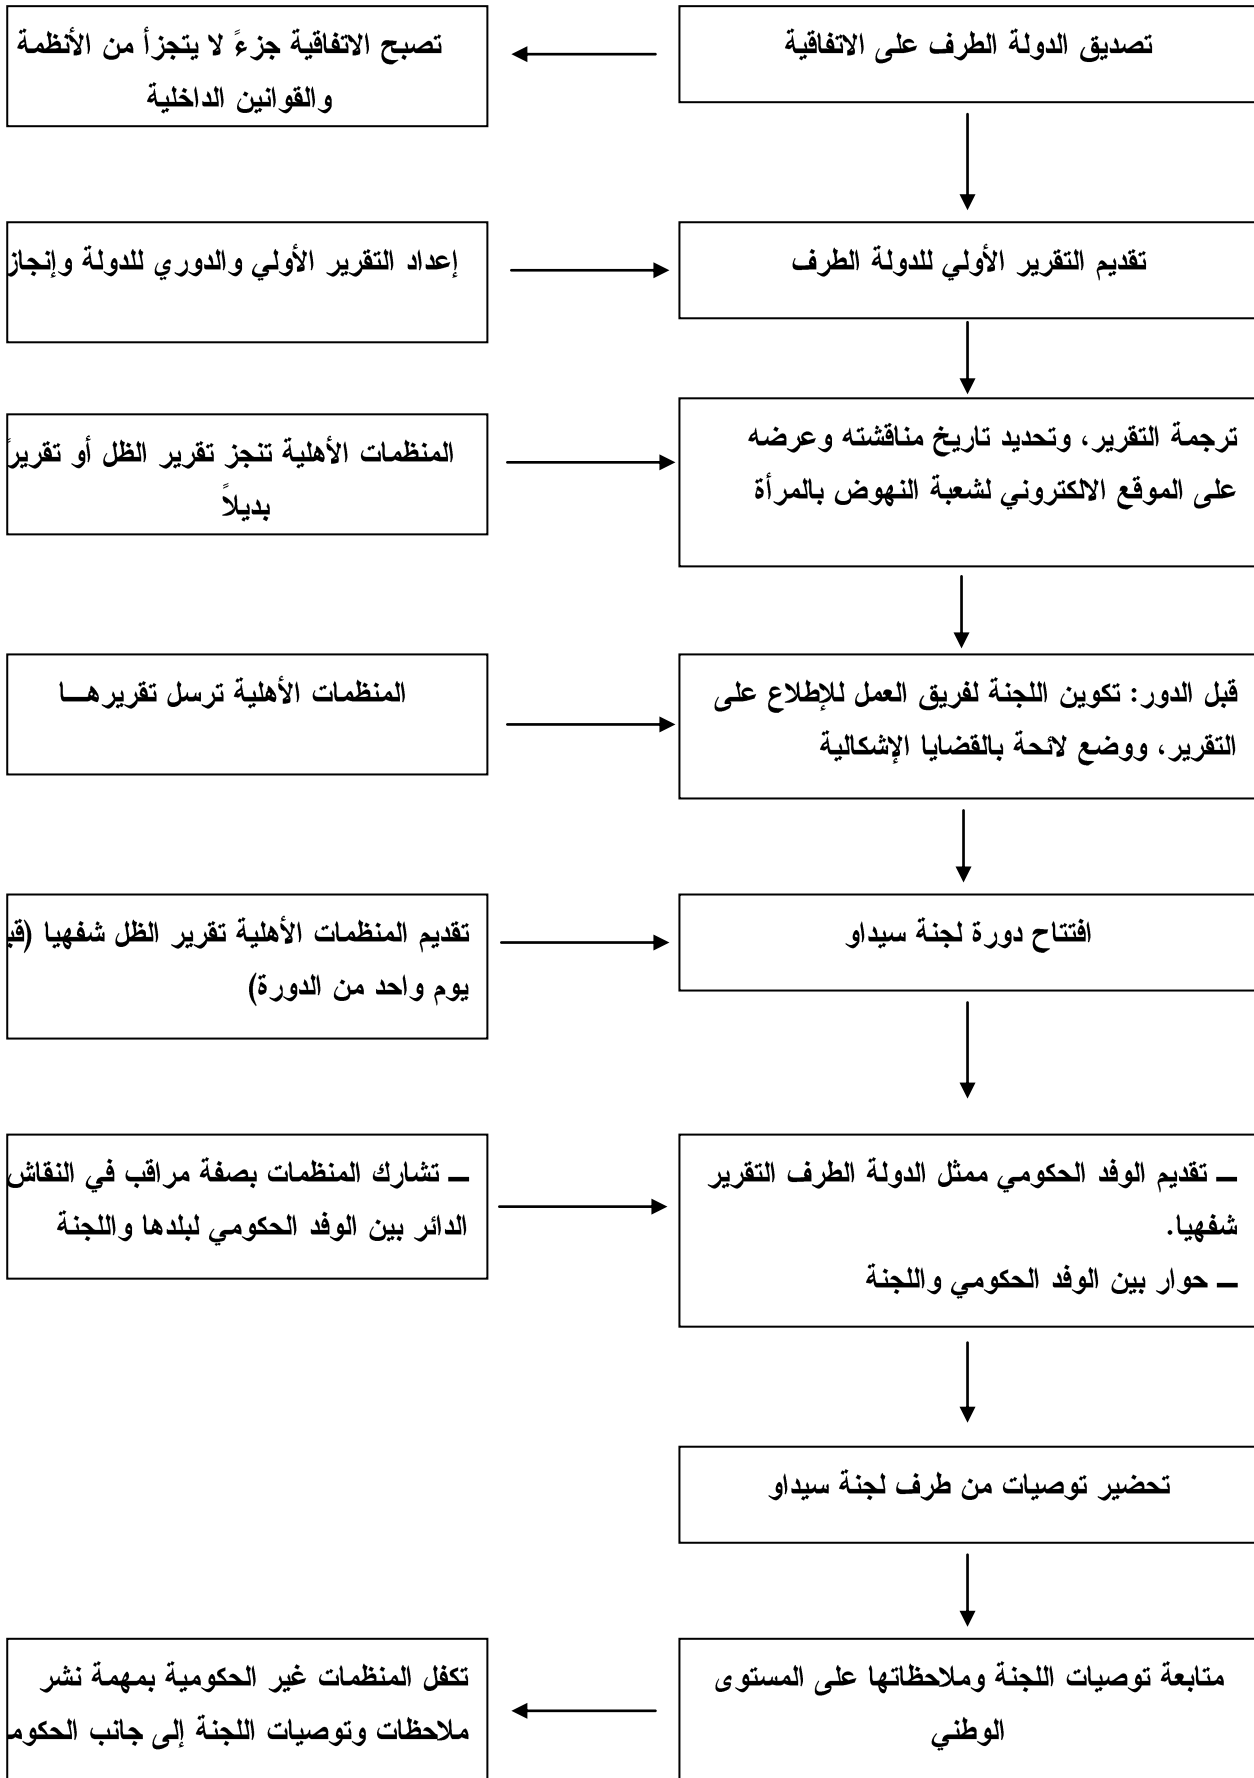 تصديق الدولة الطرف على الاتفاقية
تصبح الاتفاقية جزءً لا يتجزأ من الأنظمة
والقوانين الداخلية
تقديم التقرير الأولي للدولة الطرف
إعداد التقرير الأولي والدوري للدولة وإنجاز
ترجمة التقرير، وتحديد تاريخ مناقشته وعرضه
على الموقع الالكتروني لشعبة النهوض بالمرأة
المنظمات الأهلية تنجز تقرير الظل أو تقريراً
بديلاً
قبل الدور: تكوين اللجنة لفريق العمل للإطلاع على
التقرير، ووضع لائحة بالقضايا الإشكالية
المنظمات الأهلية ترسل تقريرهـــا
افتتاح دورة لجنة سيداو
تقديم المنظمات الأهلية تقرير الظل شفهيا
يوم واحد من الدورة)
ــ تقديم الوفد الحكومي ممثل الدولة الطرف التقرير
شفهيا.
ــ حوار بين الوفد الحكومي واللجنة
ــ تشارك المنظمات بصفة مراقب في النقاش
الدائر بين الوفد الحكومي لبلدها واللجنة
تحضير توصيات من طرف لجنة سيداو
متابعة توصيات اللجنة وملاحظاتها على المستوى
الوطني
تكفل المنظمات غير الحكومية بمهمة نشر
ملاحظات وتوصيات اللجنة إلى جانب